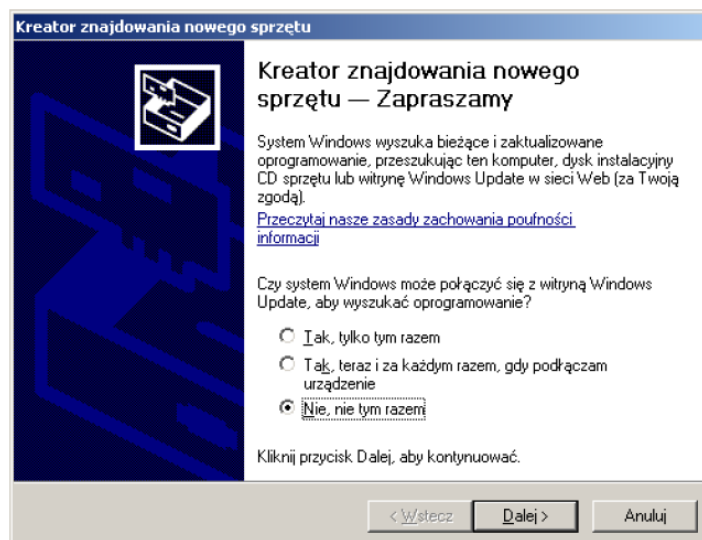 Kreator znajdowania nowego sprzętu
Kreator znajdowania nowego
sprzętu — Zapraszamy
System Windows wyszuka bieżące i zaktualizowane
oprogramowanie, przeszukując ten komputer, dysk instalacyjny
CD sprzętu lub witrynę Windows Update w sieci Web (za Twoją
zgodą).
Przeczytaj nasze zasady zachowania poufności
informacji
Czy system Windows może połączyć się z witryną Windows
Update, aby wyszukać oprogramowanie?
Tak, tylko tym razem
Tak, teraz i za każdym razem, gdy podłączam
urządzenie
Nie, nie tym razem
Kliknij przycisk Dalej, aby kontynuować.
< Wstecz Dalej > Anuluj